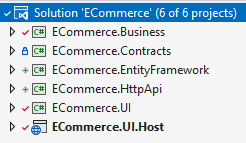 Solution 'ECommerce' (6 of 6 projects)
C# ECommerce.Business
C# ECommerce.Contracts
C# ECommerce.EntityFramework
C# ECommerce.HttpApi
C# ECommerce.UI
ECommerce.UI.Host